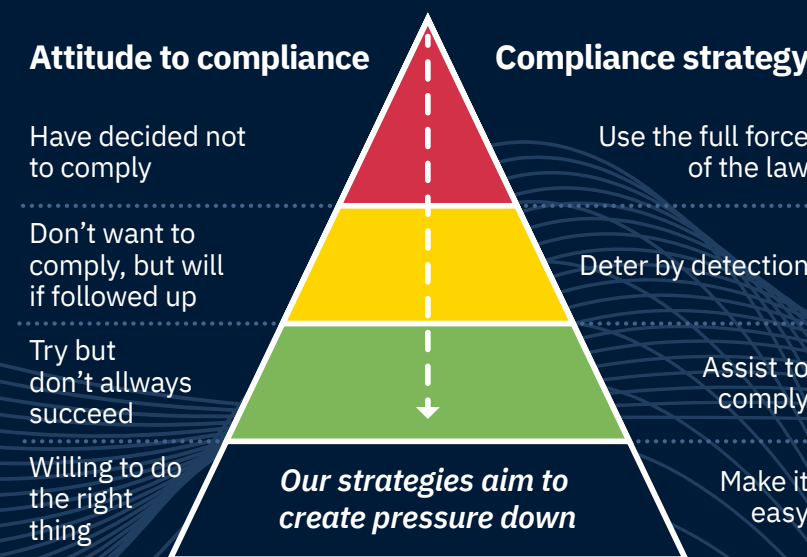 Attitude to compliance
Compliance strategy
Have decided not
to comply
Use the full force
of the law
Don’t want to
comply, but will
if followed up
Deter by detection
Try but
don’t allways
succeed
Assist to
comply
Willing to do
the right
thing
Our strategies aim to
create pressure down
Make it
easy